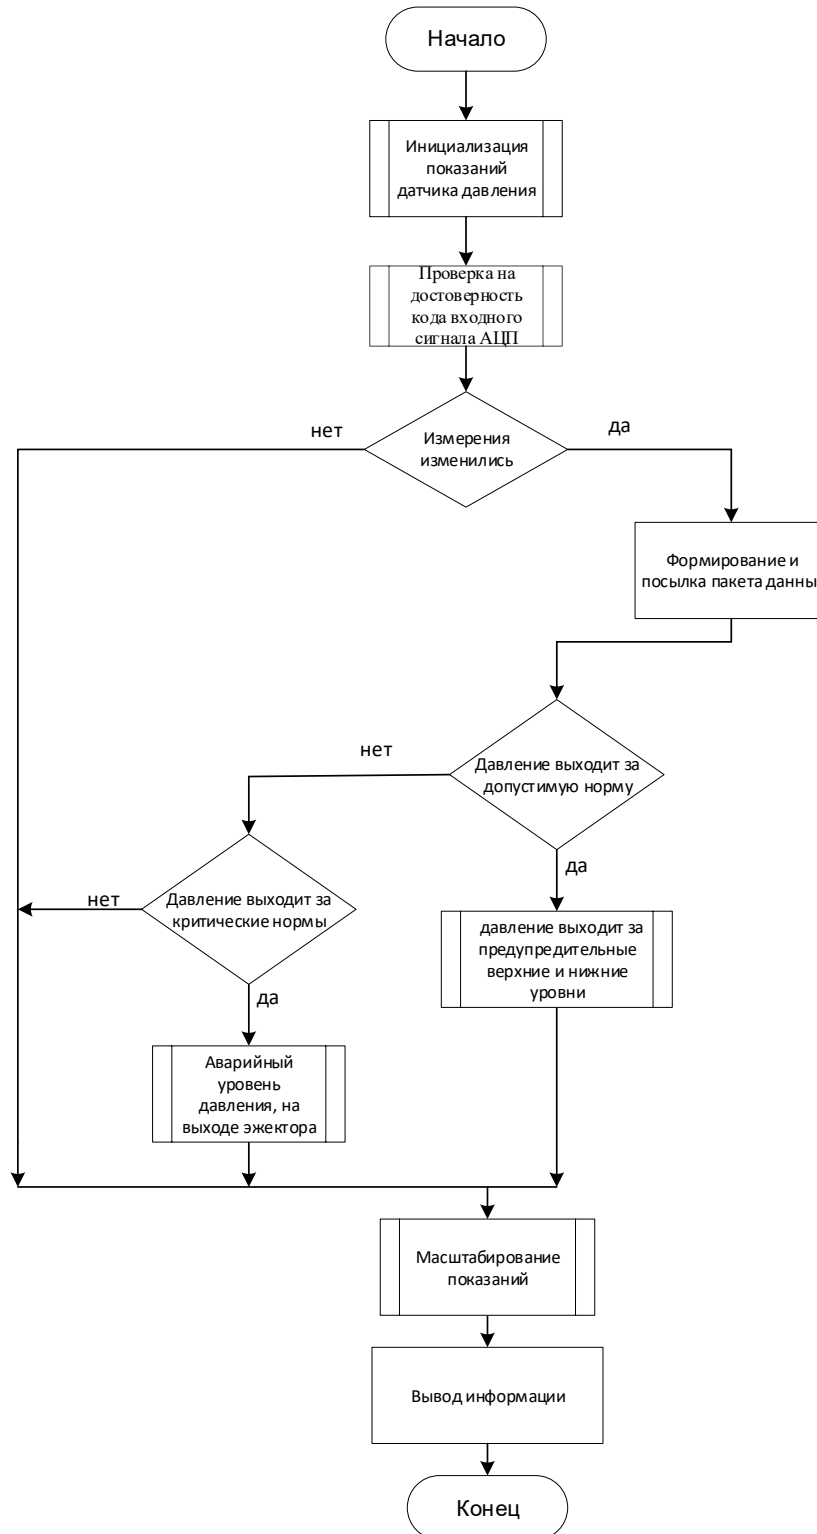 Начало
Инициализация
показаний
датчика давления
Проверка на
достоверность
кода входного
сигнала АЦП
нет
да
Измерения
изменились
Формирование и
посылка пакета данны
нет
Давление выходит за
допустимую норму
да
нет
Давление выходит за
критические нормы
давление выходит за
предупредительные
верхние и нижние
уровни
да
Аварийный
уровень
давления, на
выходе эжектора
Масштабирование
показаний
Вывод информации
Конец